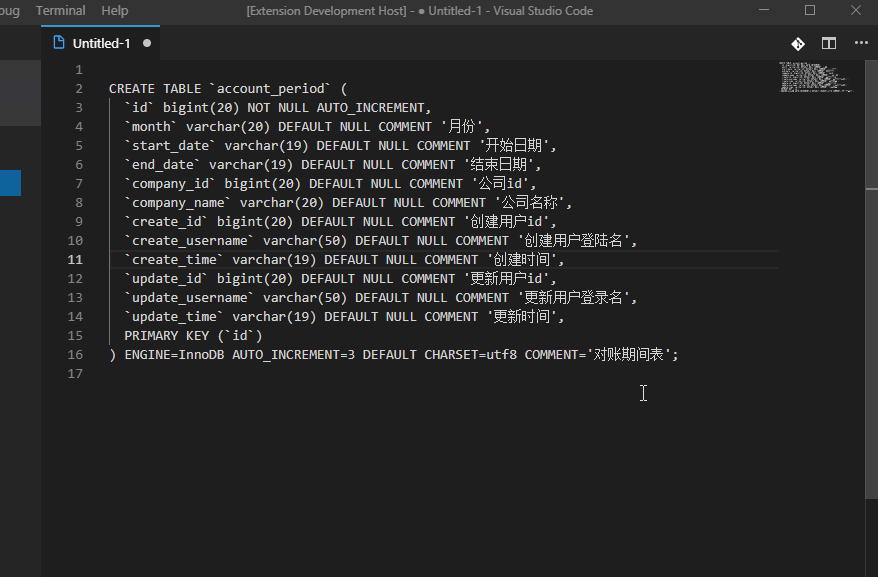 bug Terminal Help [Extension Development Host] - ● Untitled-1 - Visual Studio Code
Untitled-1 ●
1
2 CREATE TABLE `account_period` (
3 `id` bigint(20) NOT NULL AUTO_INCREMENT,
4 `month` varchar(20) DEFAULT NULL COMMENT '月份',
5 `start_date` varchar(19) DEFAULT NULL COMMENT '开始日期',
6 `end_date` varchar(19) DEFAULT NULL COMMENT '结束日期',
7 `company_id` bigint(20) DEFAULT NULL COMMENT '公司id',
8 `company_name` varchar(20) DEFAULT NULL COMMENT '公司名称',
9 `create_id` bigint(20) DEFAULT NULL COMMENT '创建用户id',
10 `create_username` varchar(50) DEFAULT NULL COMMENT '创建用户登陆名',
11 `create_time` varchar(19) DEFAULT NULL COMMENT '创建时间',
12 `update_id` bigint(20) DEFAULT NULL COMMENT '更新用户id',
13 `update_username` varchar(50) DEFAULT NULL COMMENT '更新用户登录名',
14 `update_time` varchar(19) DEFAULT NULL COMMENT '更新时间',
15 PRIMARY KEY (`id`)
16 ) ENGINE=InnoDB AUTO_INCREMENT=3 DEFAULT CHARSET=utf8 COMMENT='对账期间表';
17